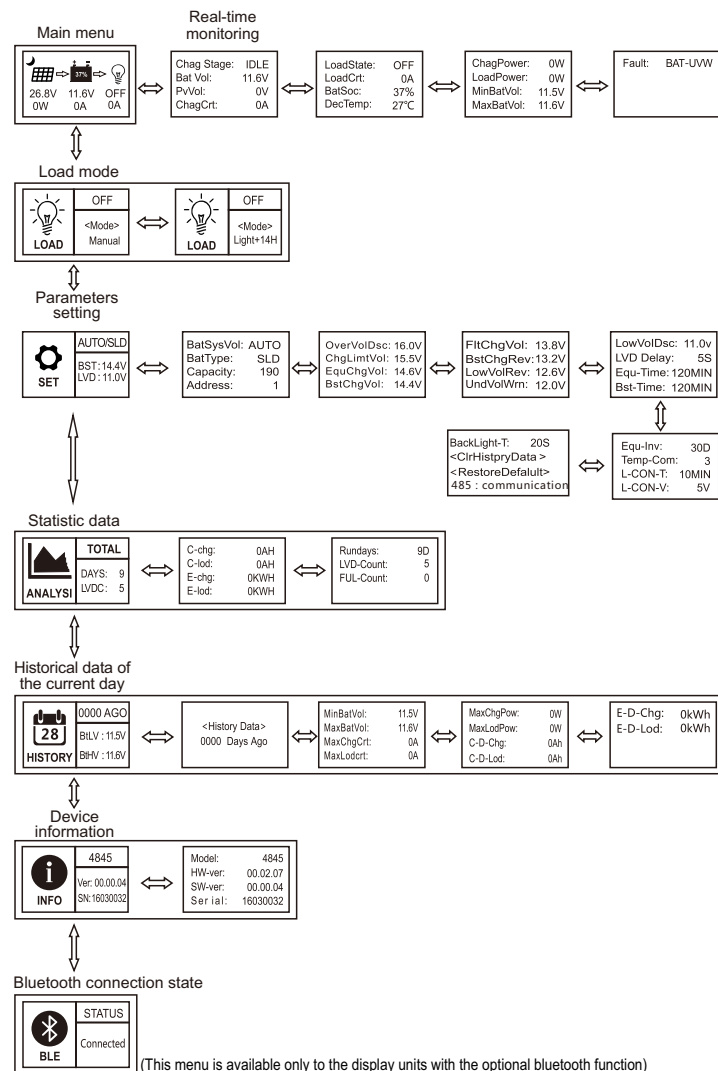 Real-time
monitoring
Main menu
37%
26.8V 11.6V OFF
0W 0A 0A
Chag Stage: IDLE
Bat Vol: 11.6V
PvVol: 0V
ChagCrt: 0A
LoadState: OFF
LoadCrt: 0A
BatSoc: 37%
DecTemp: 27℃
ChagPower: 0W
LoadPower: 0W
MinBatVol: 11.5V
MaxBatVol: 11.6V
Fault: BAT-UVW
Load mode
LOAD
OFF
<Mode>
Manual
LOAD
OFF
<Mode>
Light+14H
Parameters
setting
SET
AUTO/SLD
BST:14.4V
LVD:11.0V
BatSysVol: AUTO
BatType: SLD
Capacity: 190
Address: 1
OverVolDsc: 16.0V
ChgLimtVol: 15.5V
EquChgVol: 14.6V
BstChgVol: 14.4V
FltChgVol: 13.8V
BstChgRev: 13.2V
LowVolRev: 12.6V
UndVolWrn: 12.0V
LowVolDsc: 11.0v
LVD Delay: 5S
Equ-Time: 120MIN
Bst-Time: 120MIN
BackLight-T: 20S
<ClrHistpryData >
<RestoreDefalult>
485 : communication
Equ-Inv: 30D
Temp-Com: 3
L-CON-T: 10MIN
L-CON-V: 5V
Statistic data
ANALYSI
TOTAL
DAYS: 9
LVDC: 5
C-chg: 0AH
C-lod: 0AH
E-chg: 0KWH
E-lod: 0KWH
Rundays: 9D
LVD-Count: 5
FUL-Count: 0
Historical data of
the current day
28
HISTORY
0000 AGO
BtLV : 11.5V
BtHV : 11.6V
<History Data>
0000 Days Ago
MinBatVol: 11.5V
MaxBatVol: 11.6V
MaxChgCrt: 0A
MaxLodcrt: 0A
MaxChgPow: 0W
MaxLodPow: 0W
C-D-Chg: 0Ah
C-D-Lod: 0Ah
E-D-Chg: 0kWh
E-D-Lod: 0kWh
Device
information
i
INFO
4845
Ver: 00.00.04
SN:16030032
Model: 4845
HW-ver: 00.02.07
SW-ver: 00.00.04
Ser ial: 16030032
Bluetooth connection state
BLE
STATUS
Connected
(This menu is available only to the display units with the optional bluetooth function)